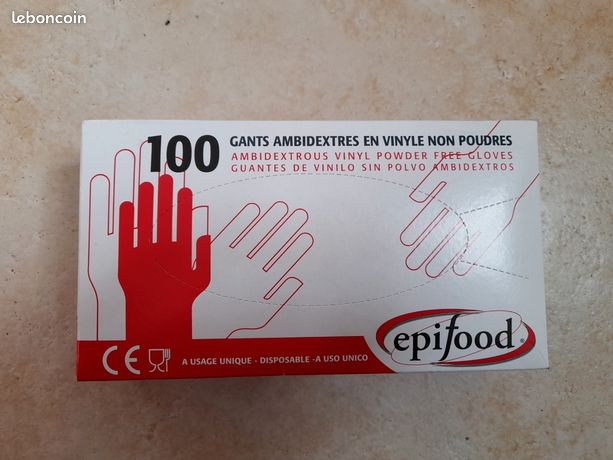 leboncoin
100
GANTS AMBIDEXTRES EN VINYLE NON POUDRES
AMBIDEXTROUS VINYL POWDER FREE GLOVES
GUANTES DE VINILO SIN POLVO AMBIDEXTROS
epifood®
CE
A USAGE UNIQUE - DISPOSABLE -A USO UNICO